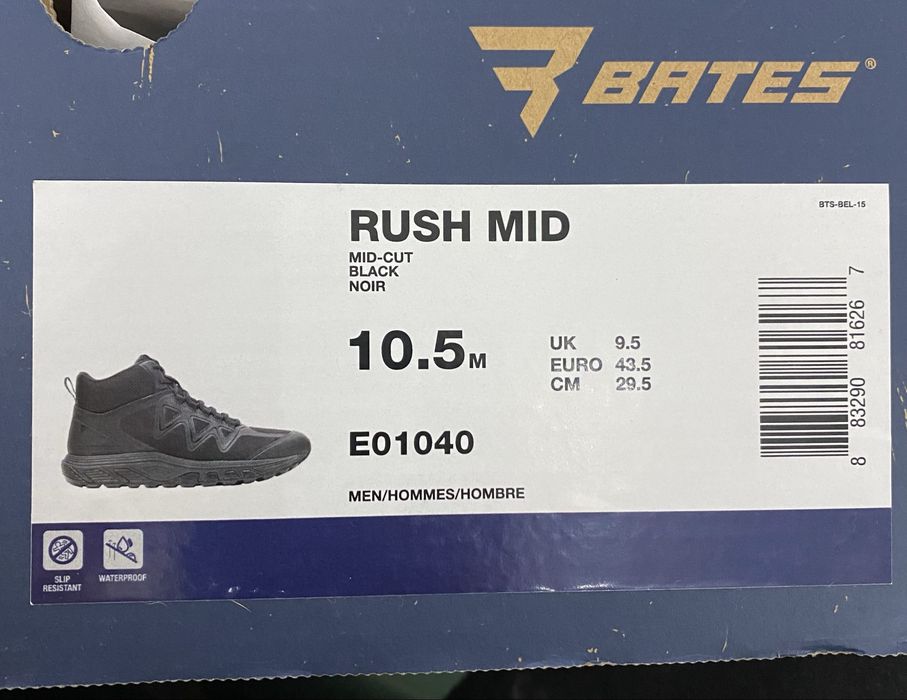 BATES®
BTS-BEL-15
RUSH MID
MID-CUT
BLACK
NOIR
10.5 M
UK 9.5
EURO 43.5
CM 29.5
E01040
MEN/HOMMES/HOMBRE
8 83290 81626 7
SLIP
RESISTANT
WATERPROOF